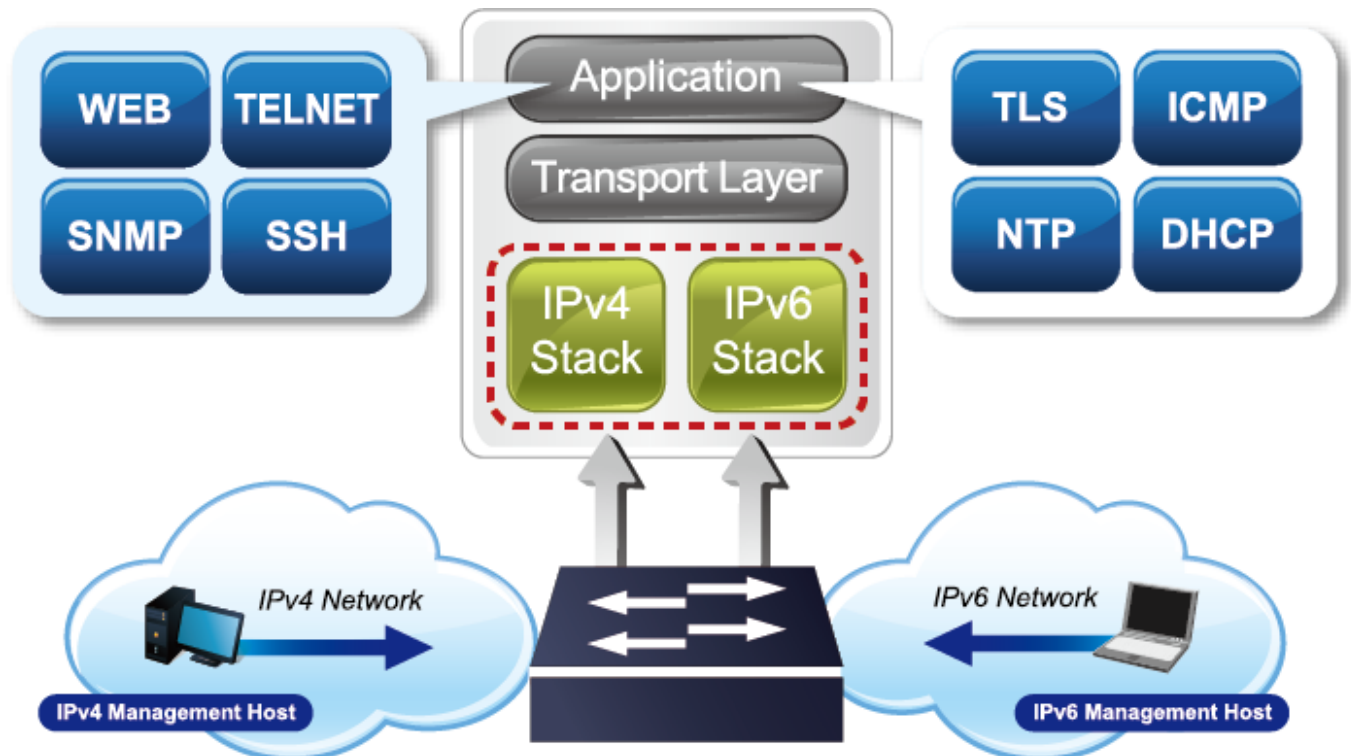 WEB
TELNET
SNMP
SSH
Application
Transport Layer
IPv4
Stack
IPv6
Stack
TLS
ICMP
NTP
DHCP
IPv4 Network
IPv4 Management Host
IPv6 Network
IPv6 Management Host